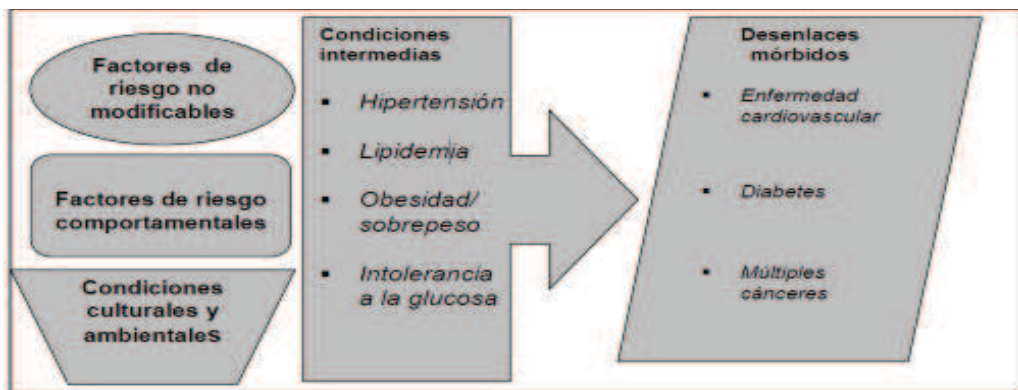 Factores de
riesgo no
modificables
Factores de riesgo
comportamentales
Condiciones
culturales y
ambientales
Condiciones
intermedias
▪ Hipertensión
▪ Lipidemia
▪ Obesidad/
sobrepeso
▪ Intolerancia
a la glucosa
Desenlaces
mórbidos
▪ Enfermedad
cardiovascular
▪ Diabetes
▪ Múltiples
cánceres